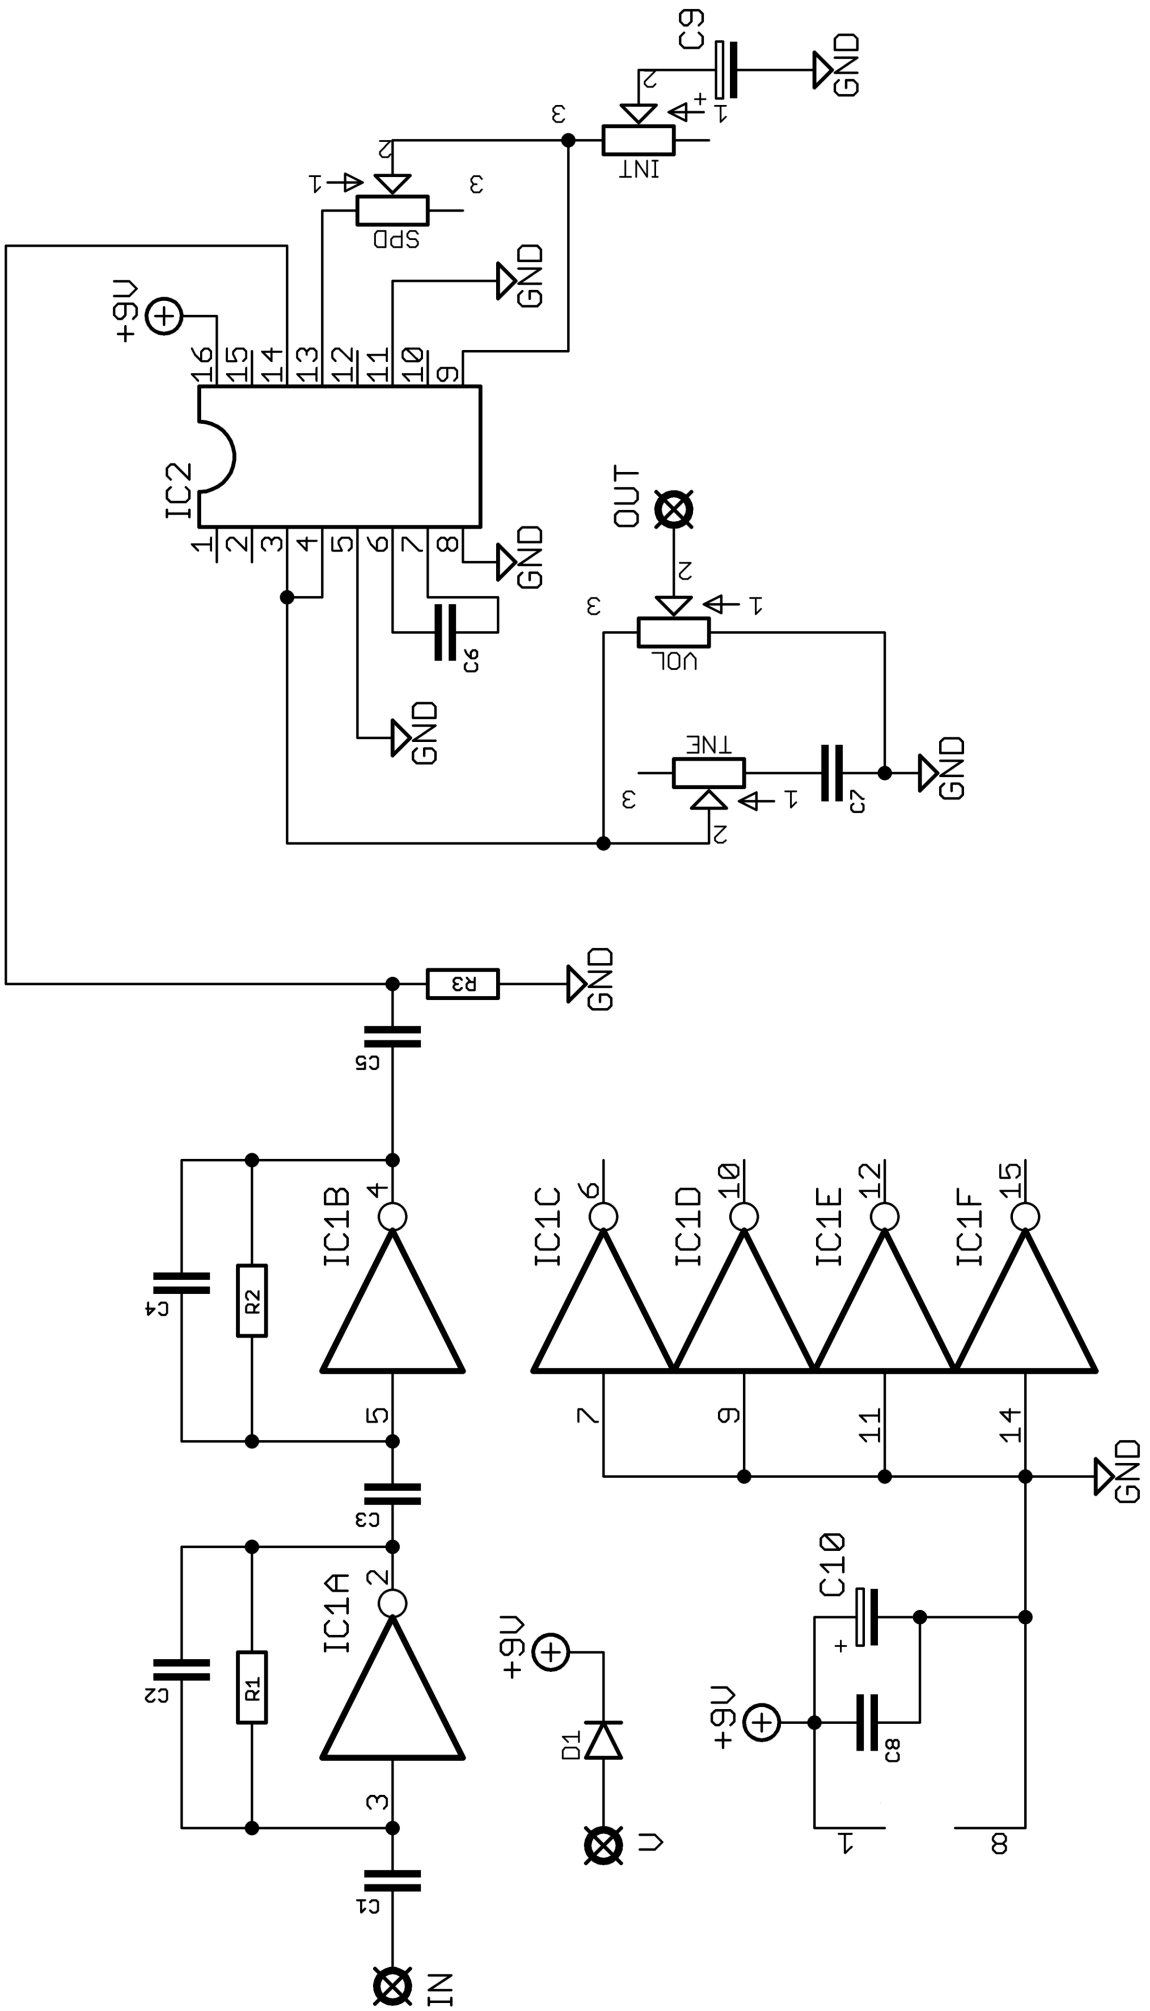 C9
2
GND
+
1
3
INT
2
1
3
SPD
GND
+9V
16
15
14
13
12
11
10
9
IC2
1
2
3
4
5
6
7
8
GND
C6
GND
OUT
2
3
1
VOL
TNE
3
1
2
C7
GND
R3
GND
C5
C4
R2
IC1B
4
5
IC1C
6
7
IC1D
10
9
IC1E
12
11
IC1F
15
14
GND
C3
C2
R1
IC1A
2
3
C1
IN
+9V
D1
V
C10
+
+9V
C8
1
8